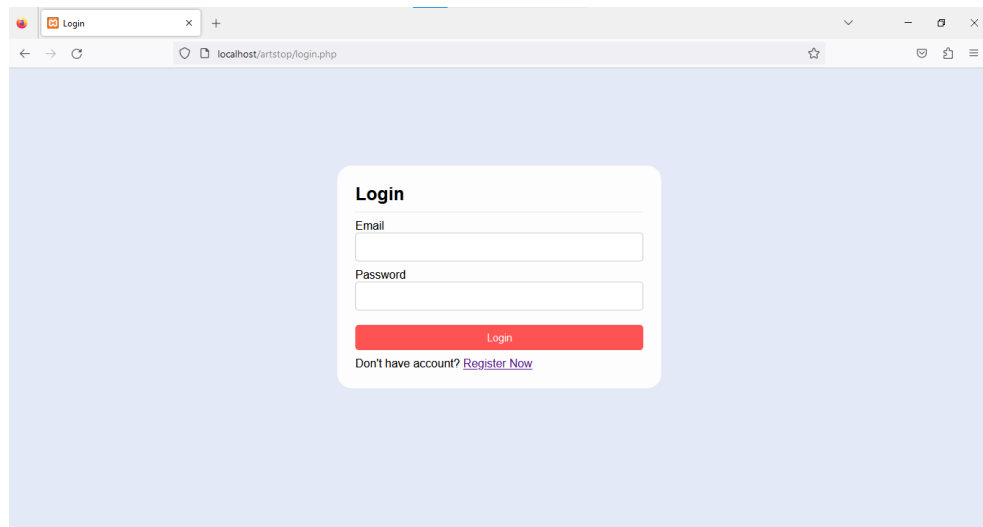 Login
localhost/artstop/login.php
Login
Email
Password
Login
Don't have account? Register Now